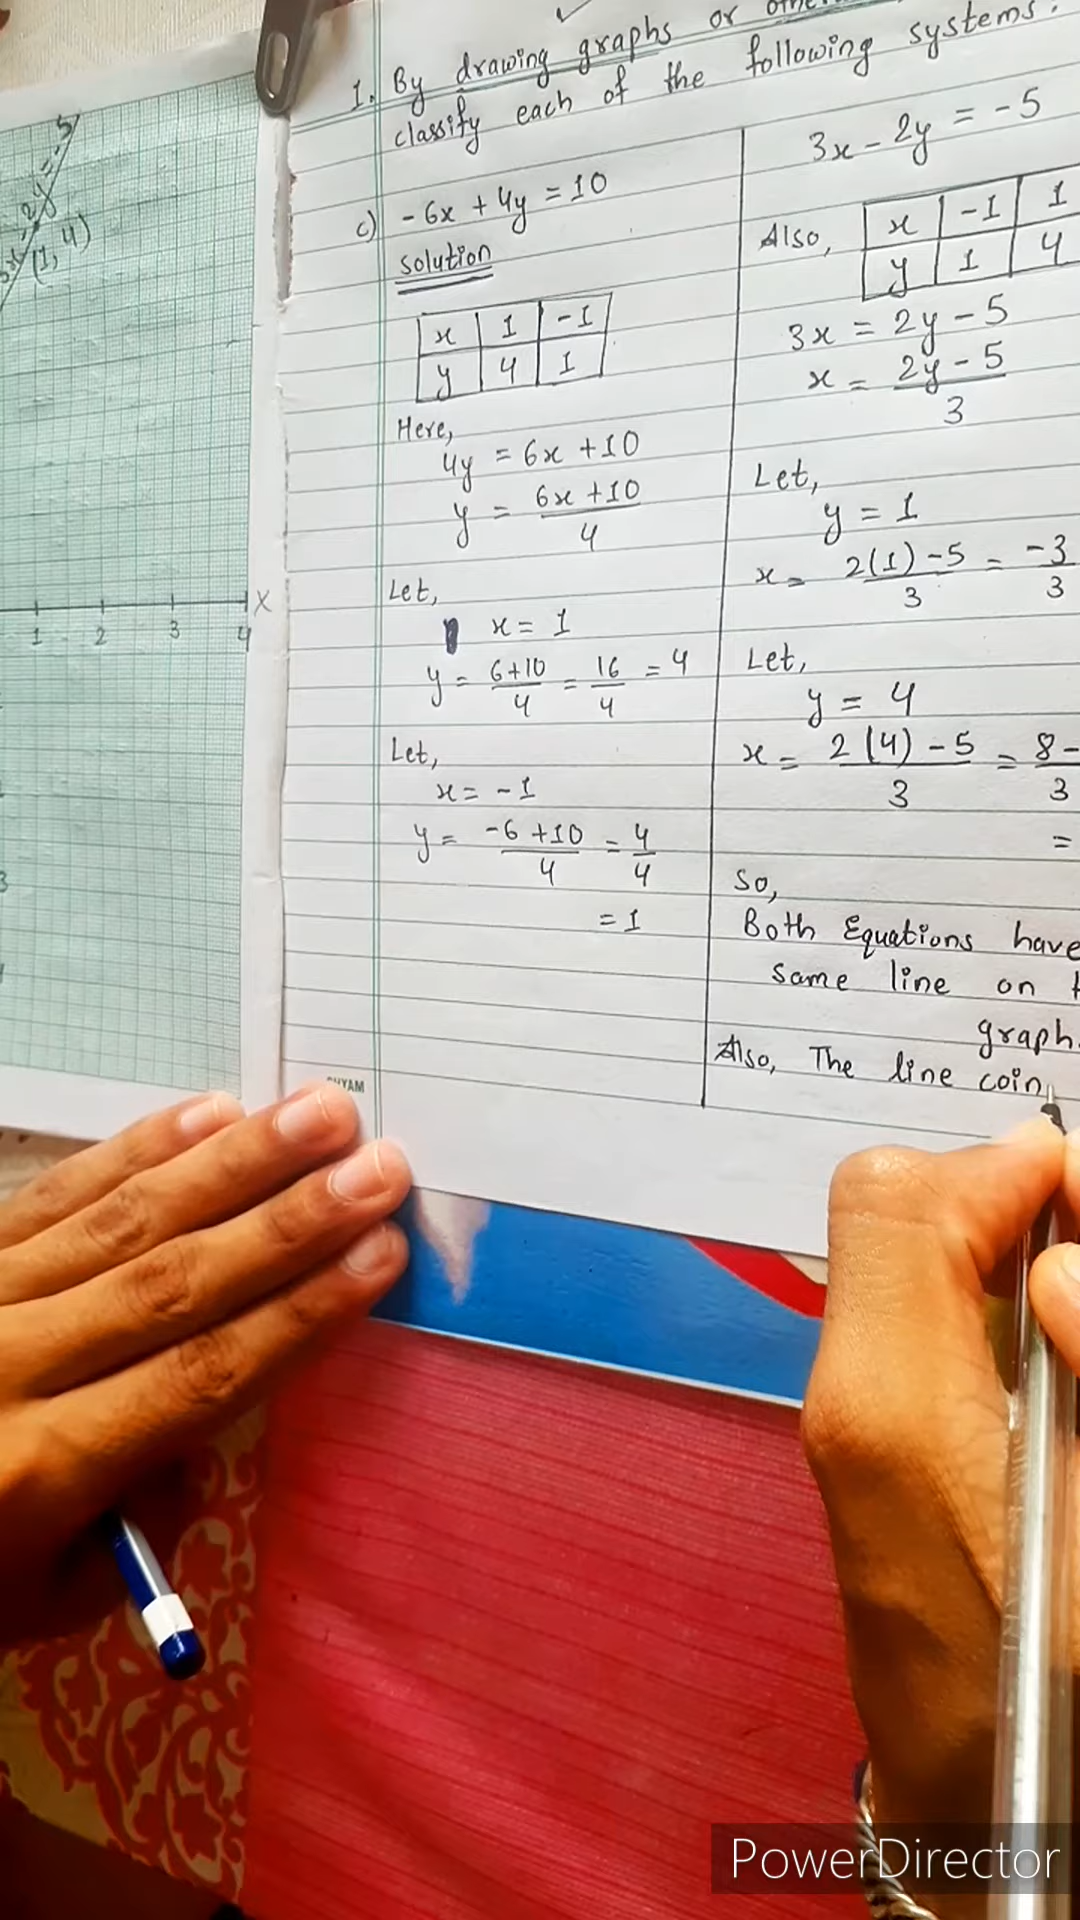 1. By drawing graphs or
classify each of the following systems.
c) -6x + 4y = 10
solution
x | 1 | -1
y | 4 | 1
Here,
4y = 6x + 10
y = 6x + 10 / 4
Let,
x = 1
y = 6+10 / 4 = 16 / 4 = 4
Let,
x = -1
y = -6 + 10 / 4 = 4 / 4
= 1
3x - 2y = -5
Also,
x | -1 | 1
y | 1 | 4
3x = 2y - 5
x = 2y - 5 / 3
Let,
y = 1
x = 2(1) - 5 / 3 = -3 / 3
Let,
y = 4
x = 2(4) - 5 / 3 = 8 - / 3
=
So,
Both Equations have
same line on
graph.
Also, The line coin
(1, 4)
1 2 3 4 X
PowerDirector